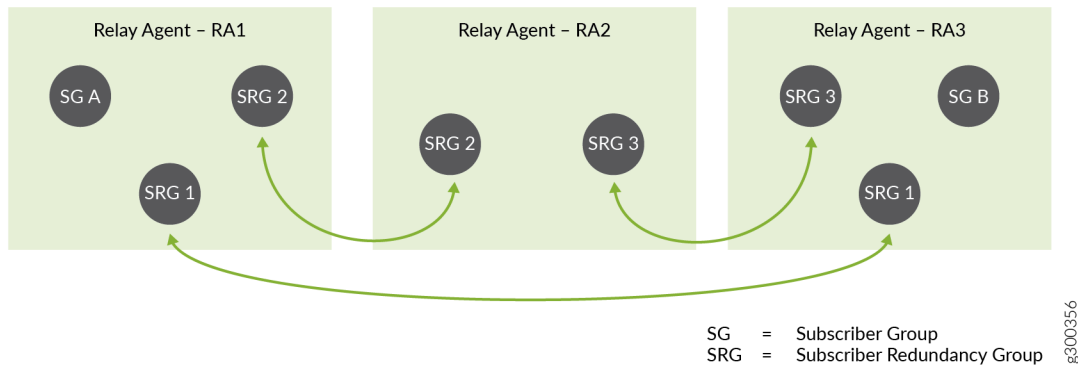 Relay Agent – RA1
Relay Agent – RA2
Relay Agent – RA3
SG A
SRG 2
SRG 1
SRG 2
SRG 3
SRG 3
SG B
SRG 1
SG = Subscriber Group
SRG = Subscriber Redundancy Group
g300356